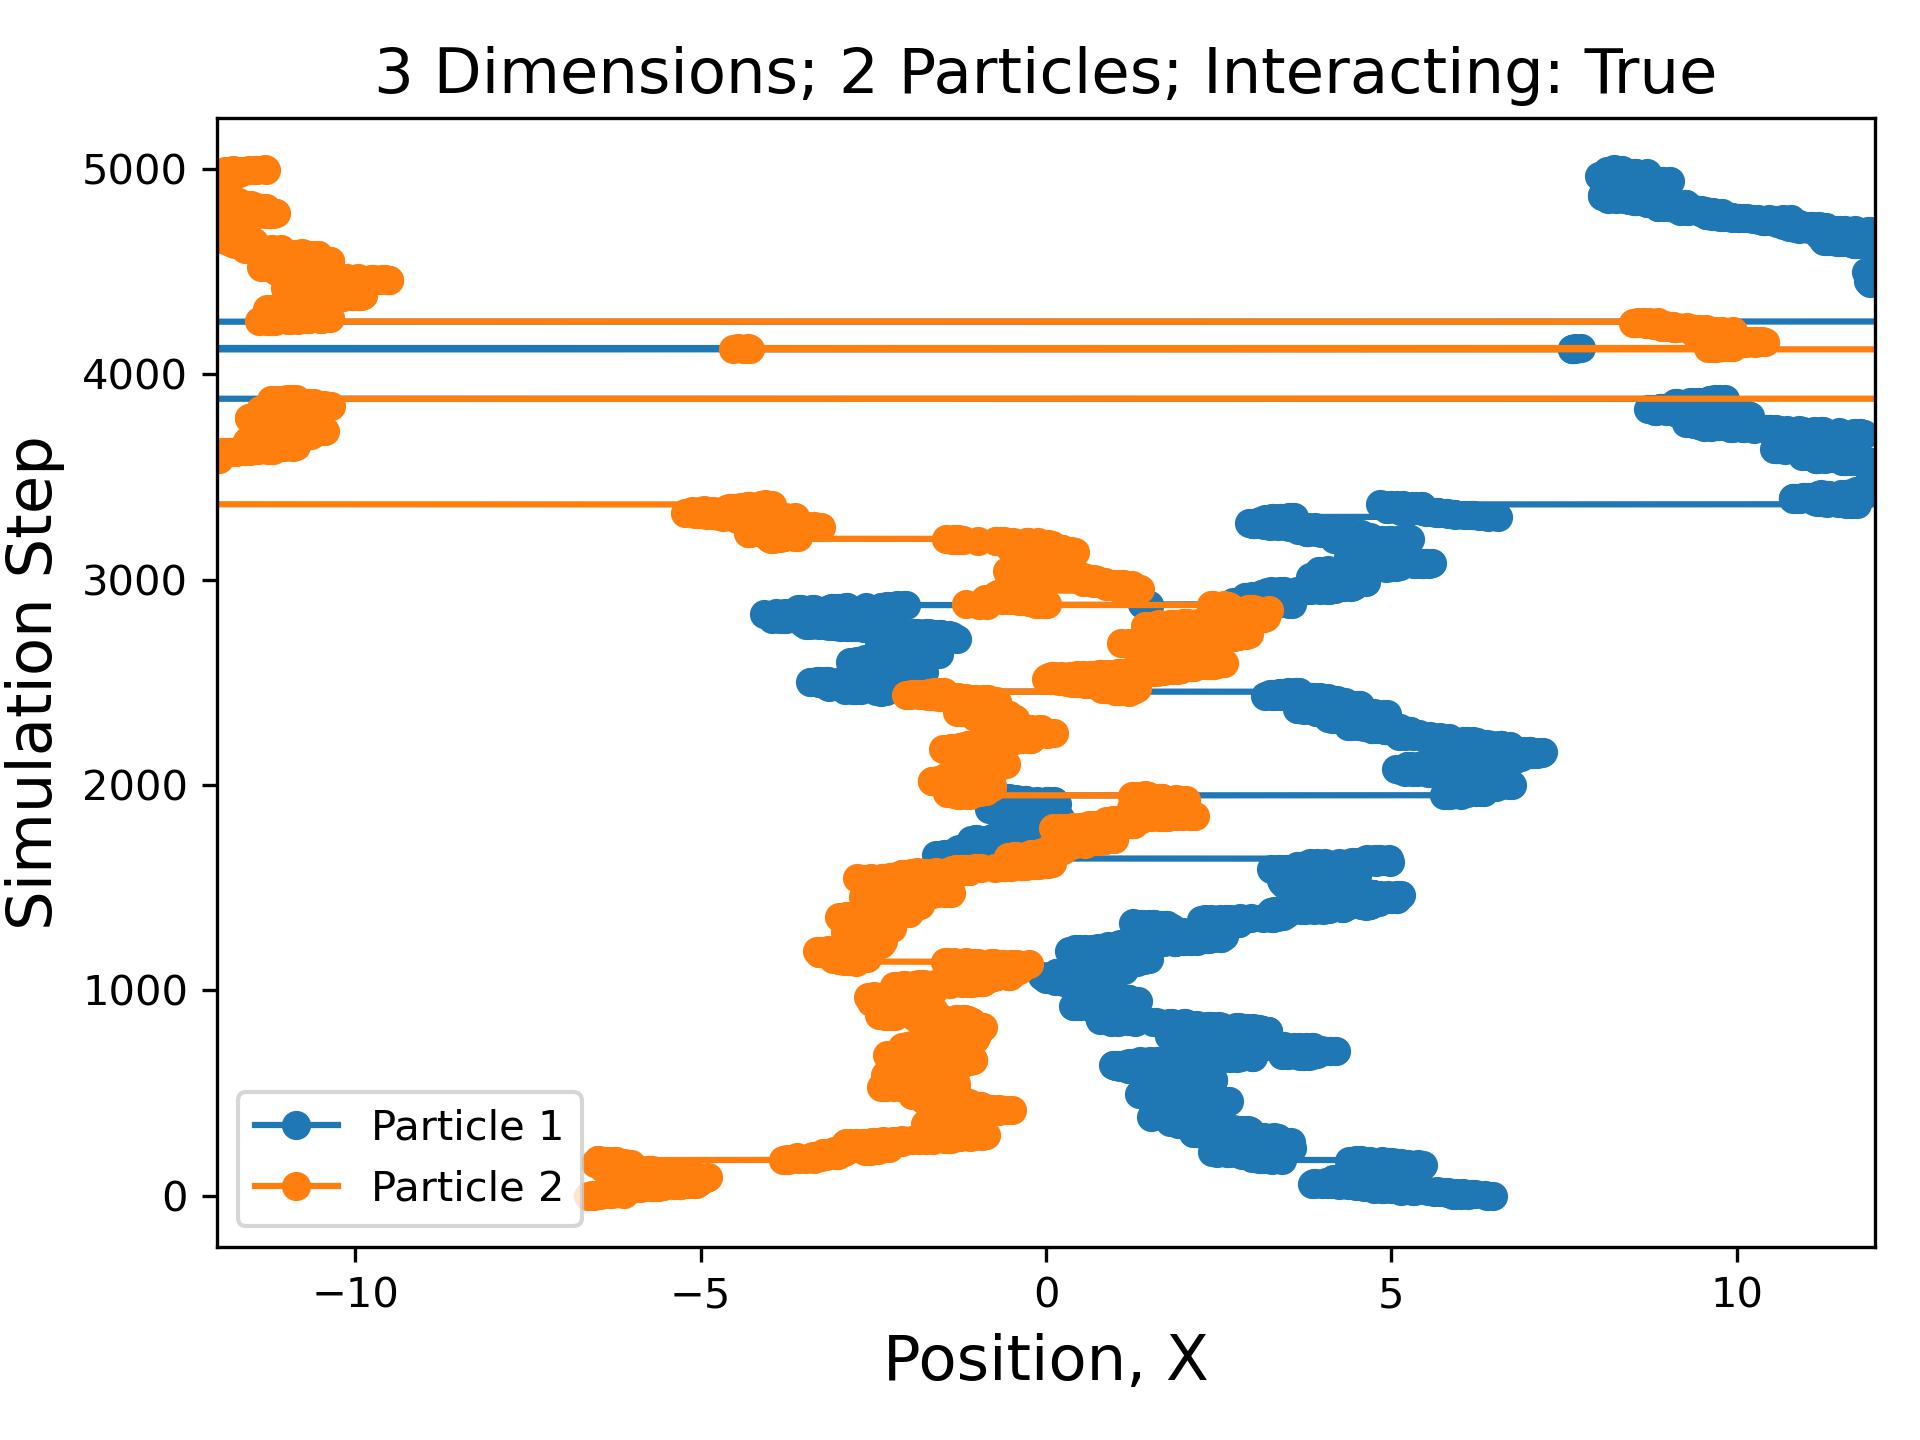 3 Dimensions; 2 Particles; Interacting: True
Simulation Step
5000
4000
3000
2000
1000
0
Particle 1
Particle 2
−10
−5
0
5
10
Position, X